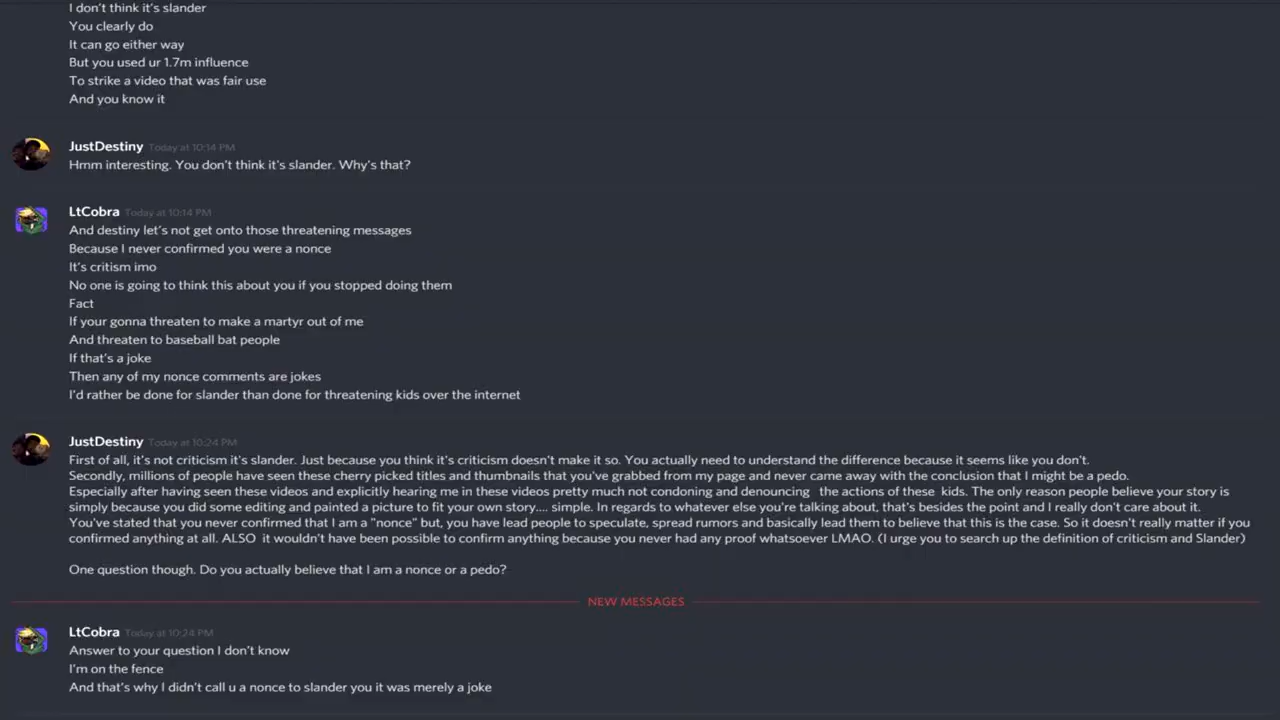 I don't think it's slander
You clearly do
It can go either way
But you used ur 1.7m influence
To strike a video that was fair use
And you know it
JustDestiny Today at 10:14 PM
Hmm interesting. You don't think it's slander. Why's that?
LtCobra Today at 10:14 PM
And destiny let's not get onto those threatening messages
Because I never confirmed you were a nonce
It's critism imo
No one is going to think this about you if you stopped doing them
Fact
If your gonna threaten to make a martyr out of me
And threaten to baseball bat people
If that's a joke
Then any of my nonce comments are jokes
I'd rather be done for slander than done for threatening kids over the internet
JustDestiny Today at 10:24 PM
First of all, it's not criticism it's slander. Just because you think it's criticism doesn't make it so. You actually need to understand the difference because it seems like you don't.
Secondly, millions of people have seen these cherry picked titles and thumbnails that you've grabbed from my page and never came away with the conclusion that I might be a pedo.
Especially after having seen these videos and explicitly hearing me in these videos pretty much not condoning and denouncing the actions of these kids. The only reason people believe your story is
simply because you did some editing and painted a picture to fit your own story.... simple. In regards to whatever else you're talking about, that's besides the point and I really don't care about it.
You've stated that you never confirmed that I am a "nonce" but, you have lead people to speculate, spread rumors and basically lead them to believe that this is the case. So it doesn't really matter if you
confirmed anything at all. ALSO it wouldn't have been possible to confirm anything because you never had any proof whatsoever LMAO. (I urge you to search up the definition of criticism and Slander)
One question though. Do you actually believe that I am a nonce or a pedo?
NEW MESSAGES
LtCobra Today at 10:24 PM
Answer to your question I don't know
I'm on the fence
And that's why I didn't call u a nonce to slander you it was merely a joke